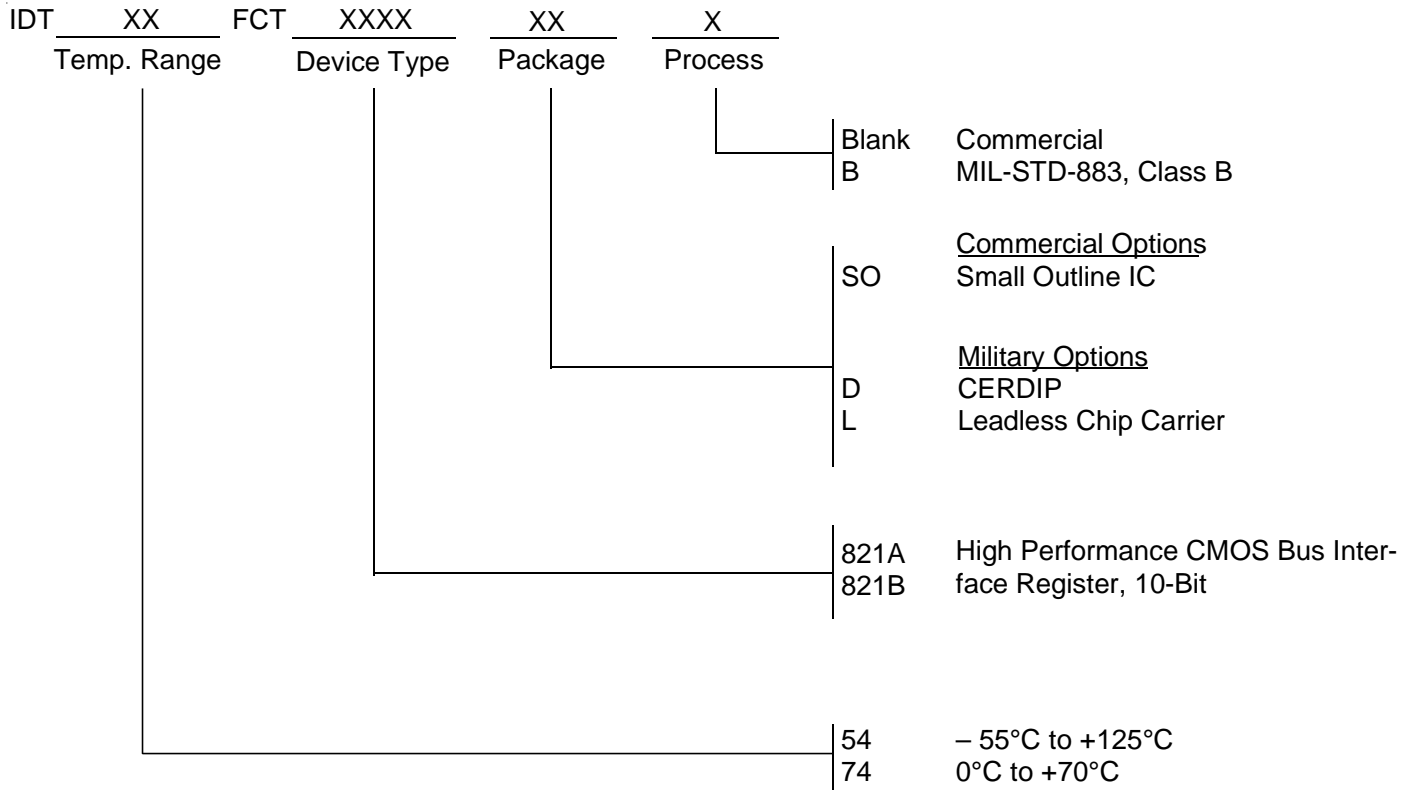 IDT XX FCT XXXX XX X
Temp. Range Device Type Package Process
Blank Commercial
B MIL-STD-883, Class B
Commercial Options
SO Small Outline IC
Military Options
D CERDIP
L Leadless Chip Carrier
821A High Performance CMOS Bus Inter-
821B face Register, 10-Bit
54 – 55°C to +125°C
74 0°C to +70°C